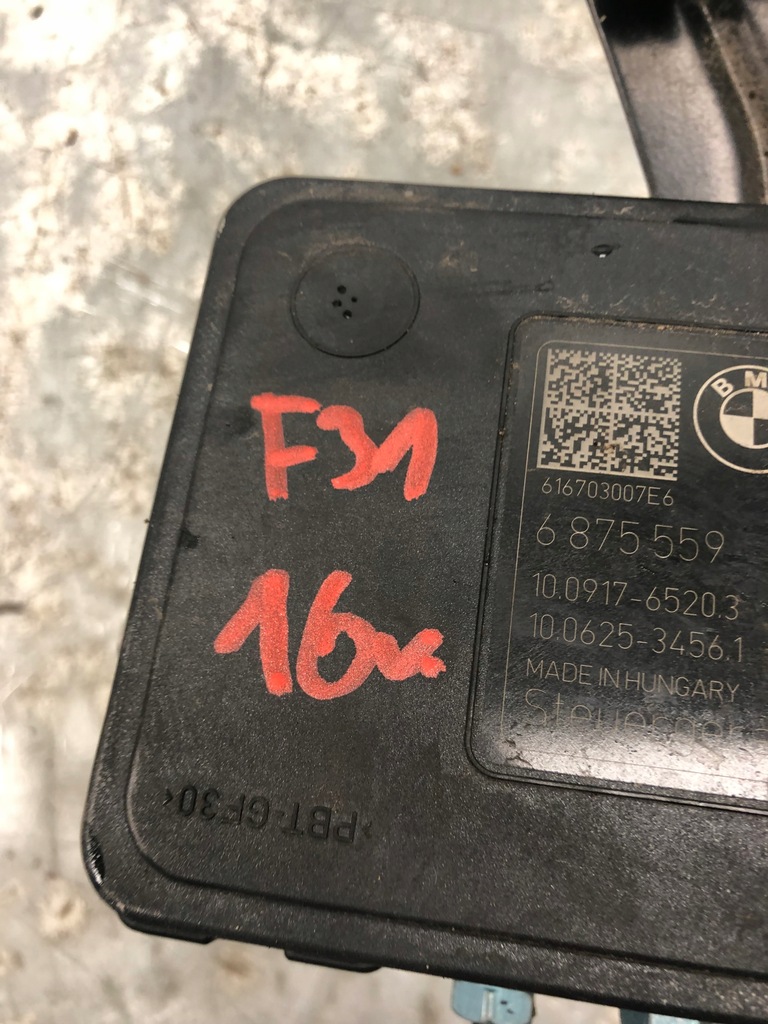 F31
16r
BM
616703007E6
6 875 559
10.0917-6520.3
10.0625-3456.1
MADE IN HUNGARY
>PBT-GF30<